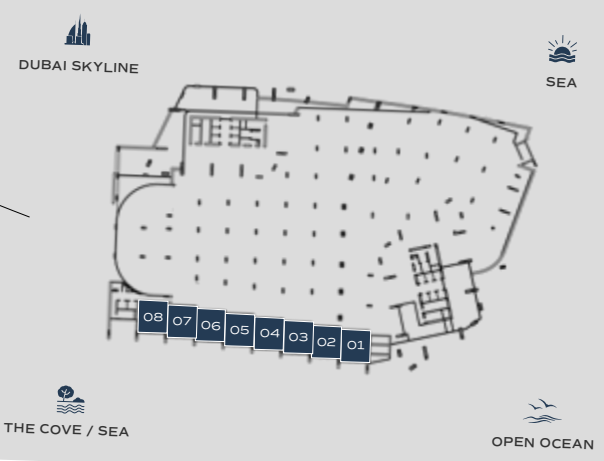 DUBAI SKYLINE
SEA
08 07 06 05 04 03 02 01
THE COVE / SEA
OPEN OCEAN